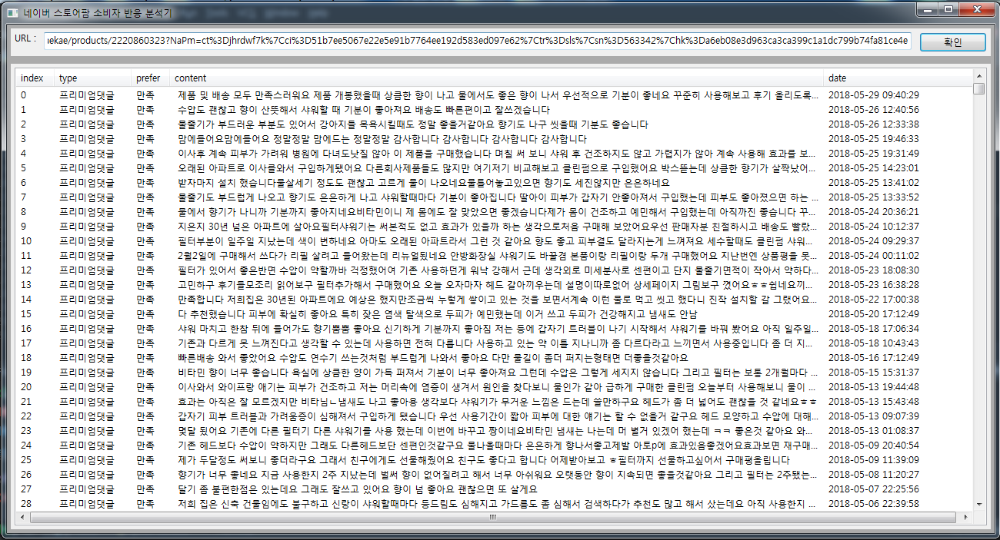 네이버 스토어팜 소비자 반응 분석기
URL : ıekae/products/2220860323?NaPm=ct%3Djhrdwf7k%7Cci%3D51b7ee5067e22e5e91b7764ee192d583ed097e62%7Ctr%3Dsls%7Csn%3D563342%7Chk%3Da6eb08e3d963ca3ca399c1a1dc799b74fa81ce4e 확인
index type prefer content date
0 프리미엄댓글 만족 제품 및 배송 모두 만족스러워요 제품 개봉했을때 상큼한 향이 나고 물에서도 좋은 향이 나서 우선적으로 기분이 좋네요 꾸준히 사용해보고 후기 올리도록... 2018-05-29 09:40:29
1 프리미엄댓글 만족 수압도 괜찮고 향이 산뜻해서 샤워할 때 기분이 좋아져요 배송도 빠른편이고 잘쓰겠습니다 2018-05-26 12:40:56
2 프리미엄댓글 만족 물줄기가 부드러운 부분도 있어서 강아지들 목욕시킬때도 정말 좋을거같아요 향기도 나구 씻을때 기분도 좋습니다 2018-05-26 12:33:38
3 프리미엄댓글 만족 맘에들어요맘에들어요 정말정말 맘에드는 정말정말 감사합니다 감사합니다 감사합니다 감사합니다 2018-05-25 19:46:33
4 프리미엄댓글 만족 이사후 계속 피부가 가려워 병원에 다녀도낫질 않아 이 제품을 구매했습니다 며칠 써 보니 샤워 후 건조하지도 않고 가렵지가 않아 계속 사용해 효과를 보... 2018-05-25 19:31:49
5 프리미엄댓글 만족 오래된 아파트로 이사를와서 구입하게됐어요 다른회사제품들도 많지만 여기저기 비교해보고 클린펌으로 구입했어요 박스뜯는데 상큼한 향기가 살짝났어... 2018-05-25 14:23:01
6 프리미엄댓글 만족 받자마지 설치 했습니다물살세기 정도도 괜찮고 고르게 물이 나오네요물틀어놓고있으면 향기도 세진않지만 은은하네요 2018-05-25 13:41:02
7 프리미엄댓글 만족 물줄기도 부드럽게 나오고 향기도 은은하게 나고 샤워할때마다 기분이 좋아집니다 딸아이 피부가 갑자기 안좋아져서 구입했는데 피부도 좋아졌으면 하는 ... 2018-05-25 13:33:52
8 프리미엄댓글 만족 물에서 향기가 나니까 기분까지 좋아지네요비타민이니 제 몸에도 잘 맞았으면 좋겠습니다제가 몸이 건조하고 예민해서 구입했는데 아직까진 좋습니다 꾸... 2018-05-24 20:36:21
9 프리미엄댓글 만족 지은지 30년 넘은 아파트에 살아요필터샤워기는 써본적도 없고 효과가 있을까 하는 생각으로처음 구매해 보았어요우선 판매자분 친절하시고 배송도 빨랐... 2018-05-24 10:12:37
10 프리미엄댓글 만족 필터부분이 일주일 지났는데 색이 변하네요 아마도 오래된 아파트라서 그런 것 같아요 향도 좋고 피부결도 달라지는게 느껴져요 세수할때도 클린펌 샤워... 2018-05-24 09:29:37
11 프리미엄댓글 만족 2월2일에 구매해서 쓰다가 리필 살려고 들어왔는데 리뉴얼됬네요 안방화장실 샤워기도 바꿀겸 본품이랑 리필이랑 두개 구매했어요 지난번엔 상품평을 못... 2018-05-24 00:11:02
12 프리미엄댓글 만족 필터가 있어서 좋은반면 수압이 약할까바 걱정했어여 기존 사용하던게 워낙 강해서 근데 생각외로 미세분사로 센편이고 단지 물줄기면적이 작아서 약하다... 2018-05-23 18:08:30
13 프리미엄댓글 만족 고민하구 후기들모조리 읽어보구 필터추가해서 구매했어요 오늘 오자마자 헤드 갈아끼우는데 설명이따로없어 상세페이지 그림보구 꼈어요ㅎㅎ쉽네요끼... 2018-05-23 16:38:28
14 프리미엄댓글 만족 만족합니다 저희집은 30년된 아파트에요 예상은 했지만조금씩 누렇게 쌓이고 있는 것을 보면서계속 이런 물로 먹고 씻고 했다니 진작 설치할 걸 그랬어요... 2018-05-22 17:00:38
15 프리미엄댓글 만족 다 추천했습니다 피부에 확실히 좋아요 특히 잦은 염색 탈색으로 두피가 예민했는데 이거 쓰고 두피가 건강해지고 냄새도 안남 2018-05-20 17:12:49
16 프리미엄댓글 만족 샤워 마치고 한참 뒤에 들어가도 향기뿜뿜 좋아요 신기하게 기분까지 좋아짐 저는 등에 갑자기 트러블이 나기 시작해서 샤워기를 바꿔 봤어요 아직 일주일... 2018-05-18 17:06:34
17 프리미엄댓글 만족 기존과 다르게 못 느껴진다고 생각할 수 있는데 사용하면 전혀 다릅니다 사용하고 있는 약 이틀 지나니까 좀 다르다라고 느끼면서 사용중입니다 좀 더 지... 2018-05-18 10:43:43
18 프리미엄댓글 만족 빠른배송 와서 좋았어요 수압도 연수기 쓰는것처럼 부드럽게 나와서 좋아요 다만 물길이 좀더 퍼지는형태면 더좋을것같아요 2018-05-16 17:12:49
19 프리미엄댓글 만족 비타민 향이 너무 좋습니다 욕실에 상큼한 양이 가득 퍼져서 기분이 너무 좋아져요 그런데 수압은 그렇게 세지지 않습니다 그리고 필터는 보통 2개월마다 ... 2018-05-15 15:31:37
20 프리미엄댓글 만족 이사와서 와이프랑 애기는 피부가 건조하고 저는 머리속에 염증이 생겨서 원인을 찾다보니 물인가 같아 급하게 구매한 클린펌 오늘부터 사용해보니 물이 ... 2018-05-13 19:44:48
21 프리미엄댓글 만족 효과는 아직은 잘 모르겠지만 비타님ㄴ냄새도 나고 좋아용 생각보다 샤워기가 무거운 느낌은 드는데 쓸만하구요 헤드가 좀 더 넓어도 괜찮을 것 같네요ㅎㅎ 2018-05-13 15:43:48
22 프리미엄댓글 만족 갑자기 피부 트러블과 가려움증이 심해져서 구입하게 됐습니다 우선 사용기간이 짧아 피부에 대한 얘기는 할 수 없을거 같구요 헤드 모양하고 수압에 대해... 2018-05-13 09:07:39
23 프리미엄댓글 만족 몇달 됬어요 기존에 다른 필터기 다른 샤워기를 사용 했는데 이번에 바꾸고 짱이네요비타민 냄새는 나는데 머 별거 있겠어 했는데 ㅋㅋ 좋은것 같아요 와... 2018-05-13 01:08:37
24 프리미엄댓글 만족 기존 헤드보다 수압이 약하지만 그래도 다른헤드보단 센편인것같구요 물나올때마다 은은하게 향나서좋고제발 아토p에 효과있음좋겠어요효과보면 재구매... 2018-05-09 20:40:54
25 프리미엄댓글 만족 제가 두달정도 써보니 좋더라구요 그래서 친구에게도 선물해줬어요 친구도 좋다고 합니다 어제받아보고 ㅎ필터까지 선물하고싶어서 구매평올립니다 2018-05-09 11:39:09
26 프리미엄댓글 만족 향기가 너무 좋네요 지금 사용한지 2주 지났는데 벌써 향이 없어질려고 해서 너무 아쉬워요 오랫동안 향이 지속되면 좋을것같아요 그리고 필터는 2주됐는... 2018-05-08 11:20:27
27 프리미엄댓글 만족 달기 좀 불편한점은 있는데요 그래도 잘쓰고 있어요 향이 넘 좋아요 괜찮으면 또 살게요 2018-05-07 22:25:56
28 프리미엄댓글 만족 저희 집은 신축 건물임에도 불구하고 신랑이 샤워할때마다 등드림도 심해지고 가드름도 좀 심해서 검색하다가 추천도 많고 해서 샀는데요 아직 사용한지 ... 2018-05-06 22:39:58